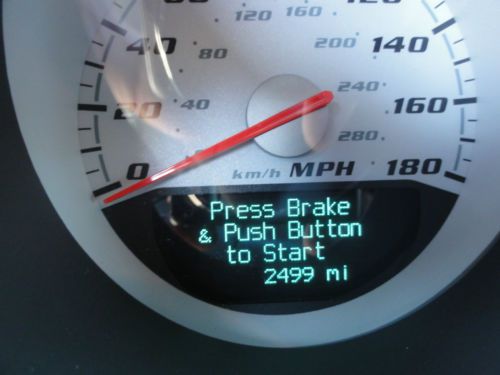 120 160
40 80 200 140
20 40 240 160
280
0 km/h MPH 180
Press Brake
& Push Button
to Start
2499 mi